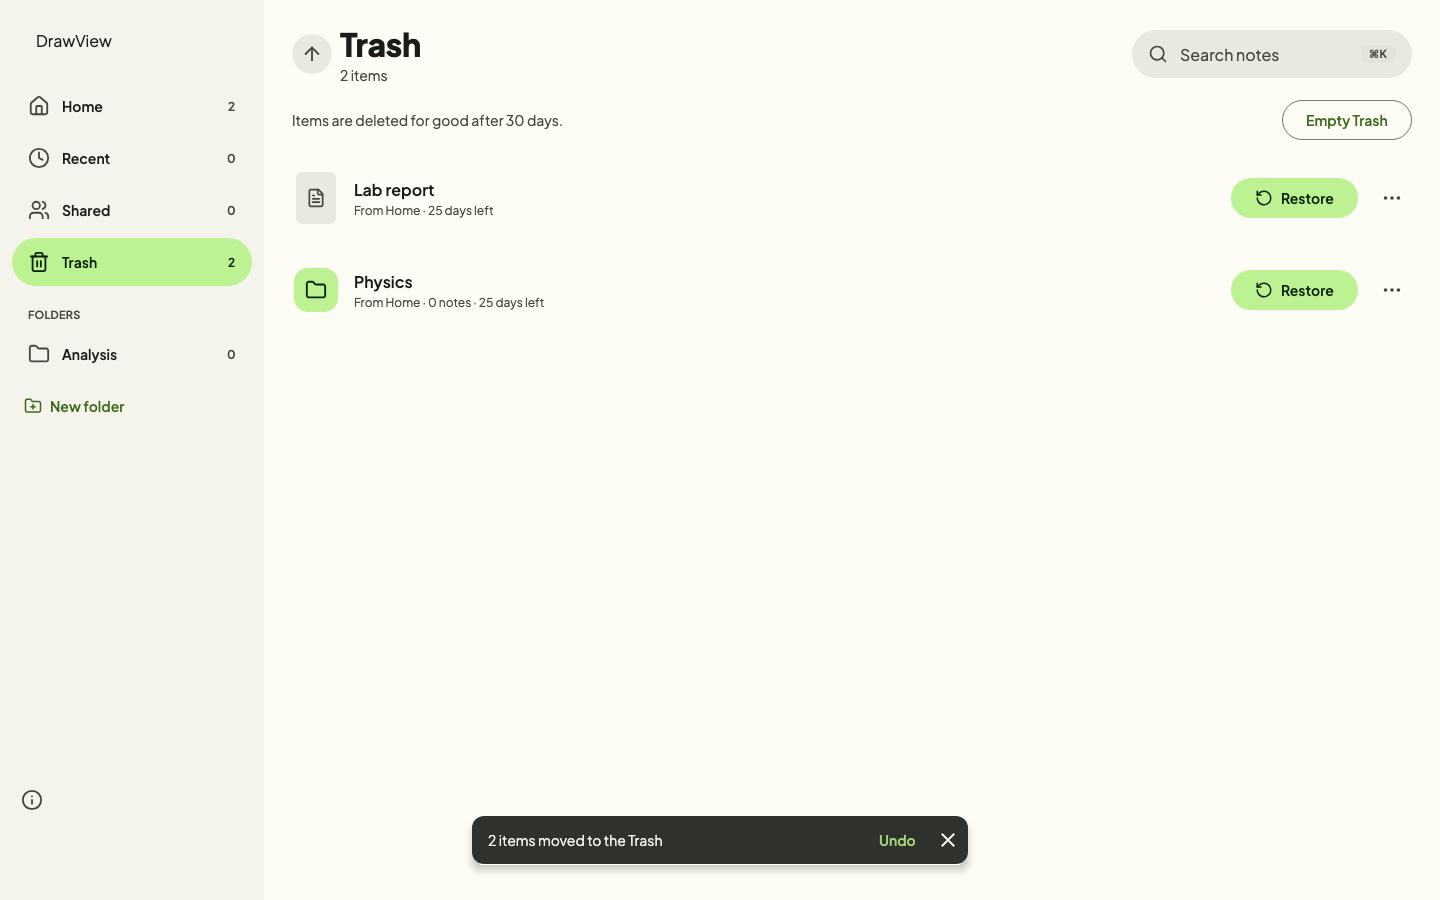 DrawView
Home 2
Recent 0
Shared 0
Trash 2
FOLDERS
Analysis 0
New folder
Trash
2 items
Search notes ⌘K
Items are deleted for good after 30 days.
Empty Trash
Lab report
From Home · 25 days left
Restore
Physics
From Home · 0 notes · 25 days left
Restore
2 items moved to the Trash Undo